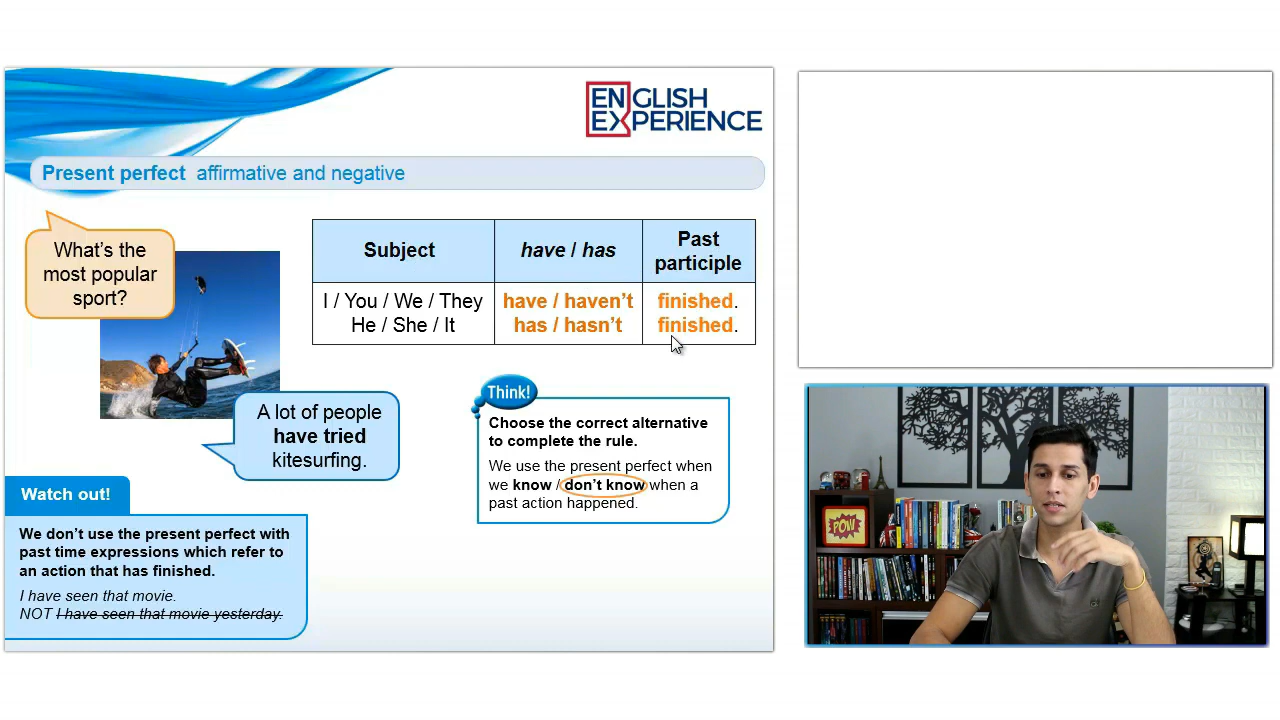 ENGLISH
EXPERIENCE
Present perfect affirmative and negative
What's the
most popular
sport?
Subject
have / has
Past
participle
I / You / We / They
have / haven't
finished.
He / She / It
has / hasn't
finished.
A lot of people
have tried
kitesurfing.
Think!
Choose the correct alternative
to complete the rule.
We use the present perfect when
we know / don't know when a
past action happened.
Watch out!
We don't use the present perfect with
past time expressions which refer to
an action that has finished.
I have seen that movie.
NOT I have seen that movie yesterday.
POW